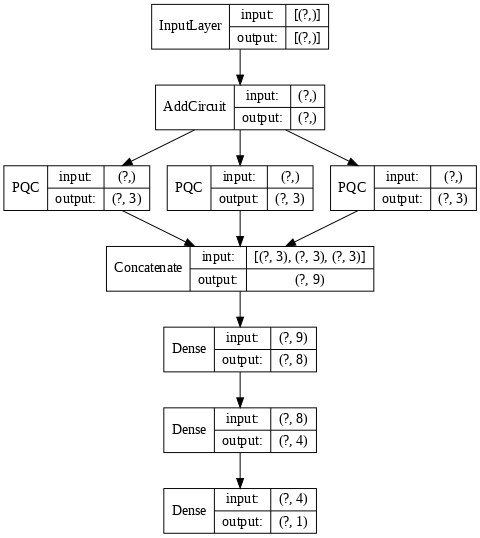 InputLayer
input: [(?,)]
output: [(?,)]
AddCircuit
input: (?,)
output: (?,)
PQC
input: (?,)
output: (?, 3)
PQC
input: (?,)
output: (?, 3)
PQC
input: (?,)
output: (?, 3)
Concatenate
input: [(?, 3), (?, 3), (?, 3)]
output: (?, 9)
Dense
input: (?, 9)
output: (?, 8)
Dense
input: (?, 8)
output: (?, 4)
Dense
input: (?, 4)
output: (?, 1)